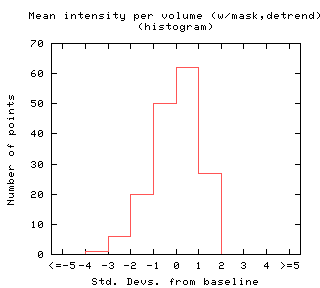 Mean intensity per volume (w/mask,detrend)
(histogram)
70
60
50
40
30
20
10
0
Number of points
<=-5 -4 -3 -2 -1 0 1 2 3 4 >=5
Std. Devs. from baseline